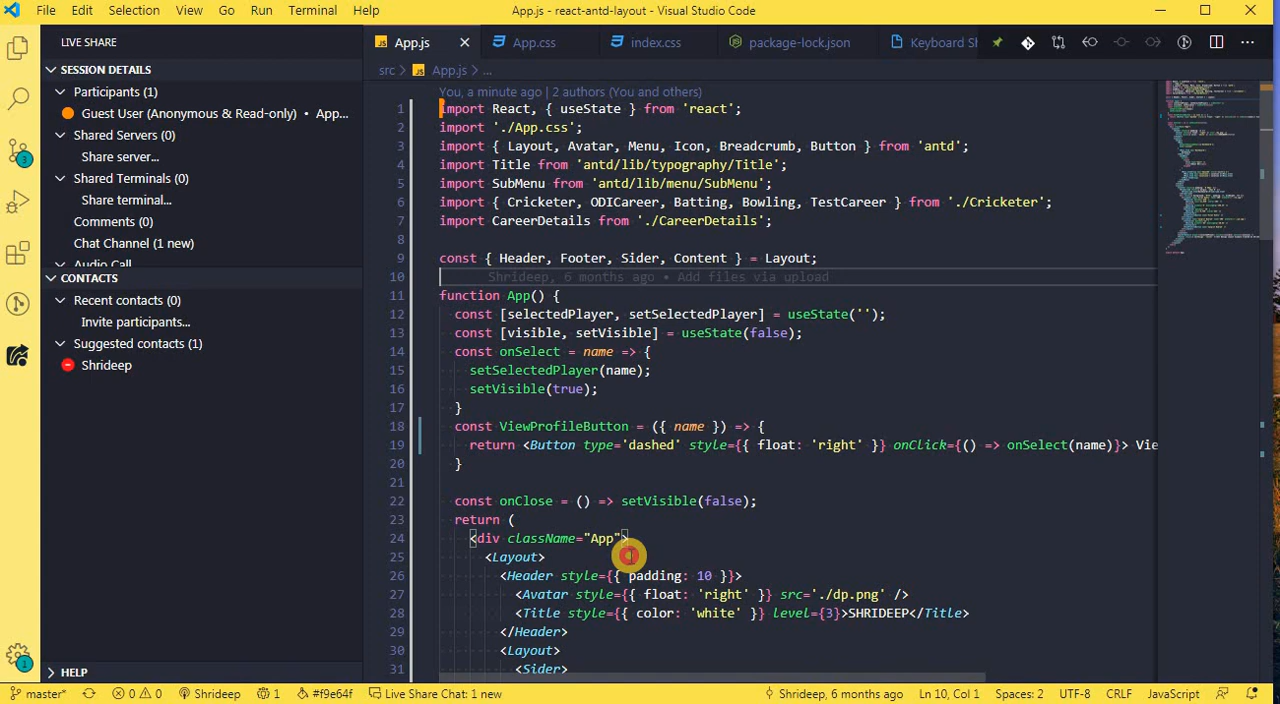 File Edit Selection View Go Run Terminal Help App.js - react-antd-layout - Visual Studio Code
LIVE SHARE
SESSION DETAILS
Participants (1)
Guest User (Anonymous & Read-only) • App...
Shared Servers (0)
Share server...
Shared Terminals (0)
Share terminal...
Comments (0)
Chat Channel (1 new)
Audio Call
CONTACTS
Recent contacts (0)
Invite participants...
Suggested contacts (1)
Shrideep
HELP
3
1
App.js App.css index.css package-lock.json Keyboard Sh
src > App.js > ...
You, a minute ago | 2 authors (You and others)
1 import React, { useState } from 'react';
2 import './App.css';
3 import { Layout, Avatar, Menu, Icon, Breadcrumb, Button } from 'antd';
4 import Title from 'antd/lib/typography/Title';
5 import SubMenu from 'antd/lib/menu/SubMenu';
6 import { Cricketer, ODICareer, Batting, Bowling, TestCareer } from './Cricketer';
7 import CareerDetails from './CareerDetails';
8
9 const { Header, Footer, Sider, Content } = Layout;
10 Shrideep, 6 months ago • Add files via upload
11 function App() {
12 const [selectedPlayer, setSelectedPlayer] = useState('');
13 const [visible, setVisible] = useState(false);
14 const onSelect = name => {
15 setSelectedPlayer(name);
16 setVisible(true);
17 }
18 const ViewProfileButton = ({ name }) => {
19 return <Button type='dashed' style={{ float: 'right' }} onClick={() => onSelect(name)}> Vie
20 }
21
22 const onClose = () => setVisible(false);
23 return (
24 <div className="App">
25 <Layout>
26 <Header style={{ padding: 10 }}>
27 <Avatar style={{ float: 'right' }} src='./dp.png' />
28 <Title style={{ color: 'white' }} level={3}>SHRIDEEP</Title>
29 </Header>
30 <Layout>
31 <Sider>
master* 0 0 Shrideep 1 #f9e64f Live Share Chat: 1 new Shrideep, 6 months ago Ln 10, Col 1 Spaces: 2 UTF-8 CRLF JavaScript